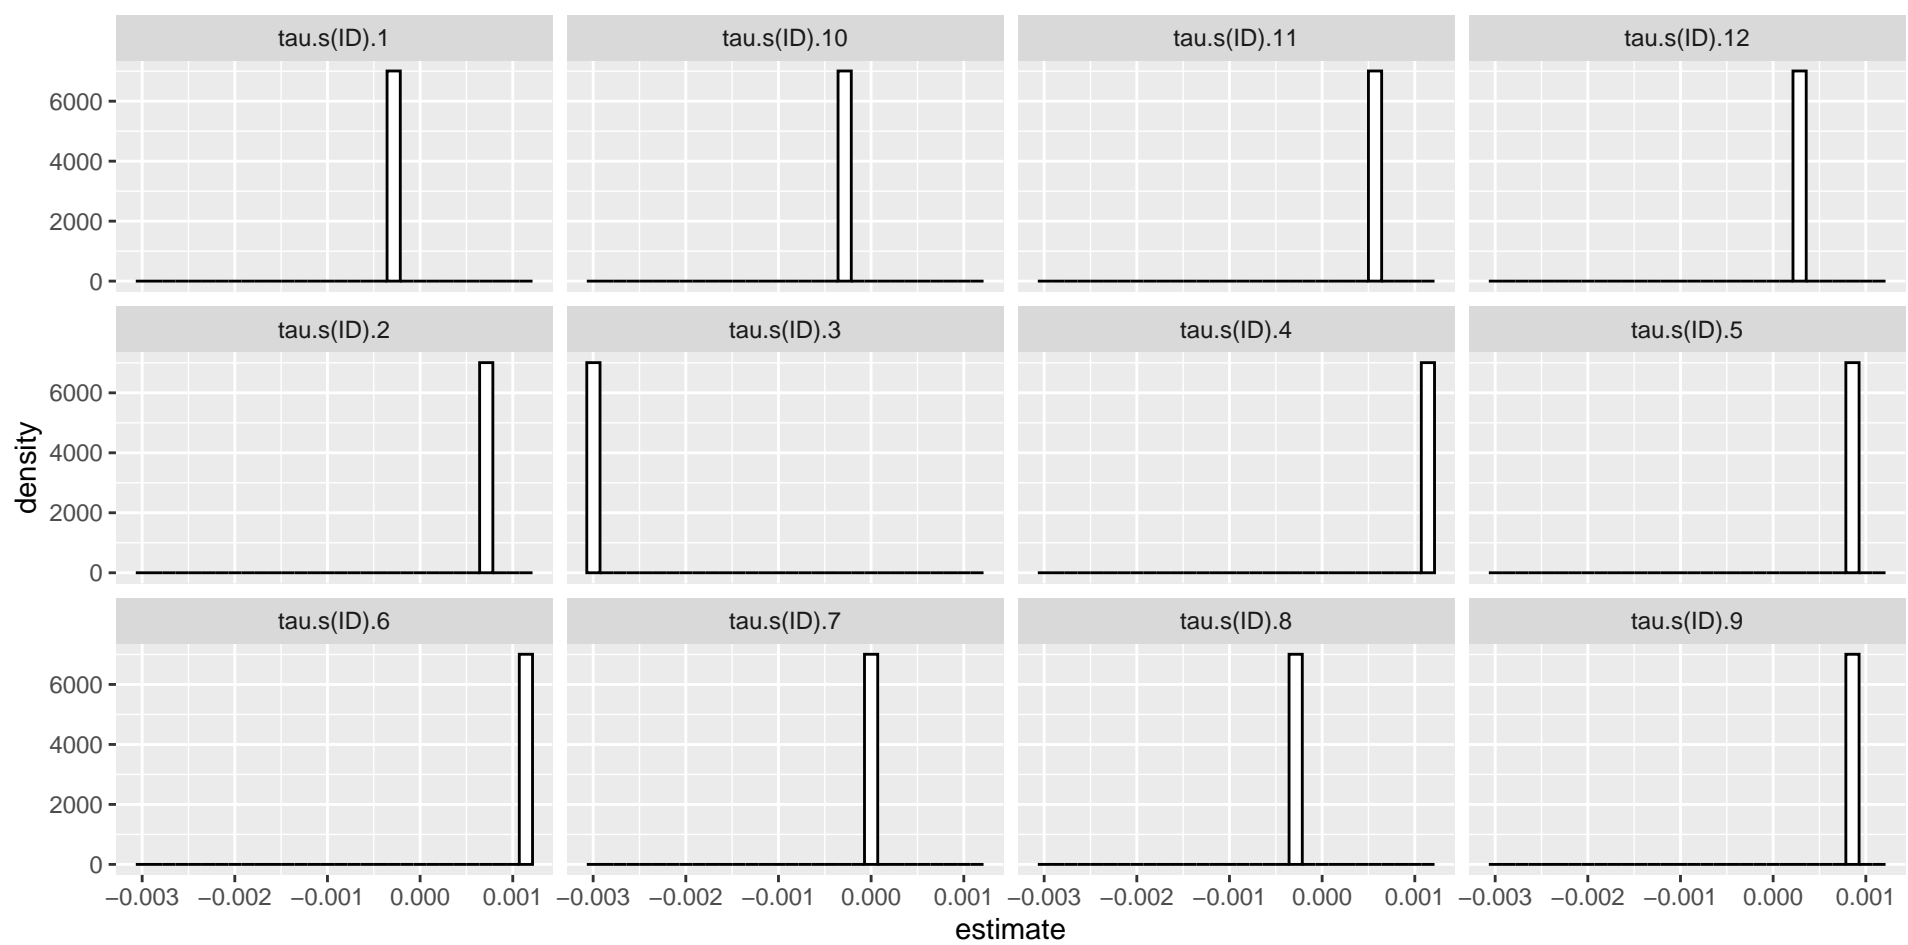 tau.s(ID).1 tau.s(ID).10 tau.s(ID).11 tau.s(ID).12
6000
4000
2000
0
tau.s(ID).2 tau.s(ID).3 tau.s(ID).4 tau.s(ID).5
6000
4000
2000
0
density
tau.s(ID).6 tau.s(ID).7 tau.s(ID).8 tau.s(ID).9
6000
4000
2000
0
−0.003 −0.002 −0.001 0.000 0.001 −0.003 −0.002 −0.001 0.000 0.001 −0.003 −0.002 −0.001 0.000 0.001 −0.003 −0.002 −0.001 0.000 0.001
estimate